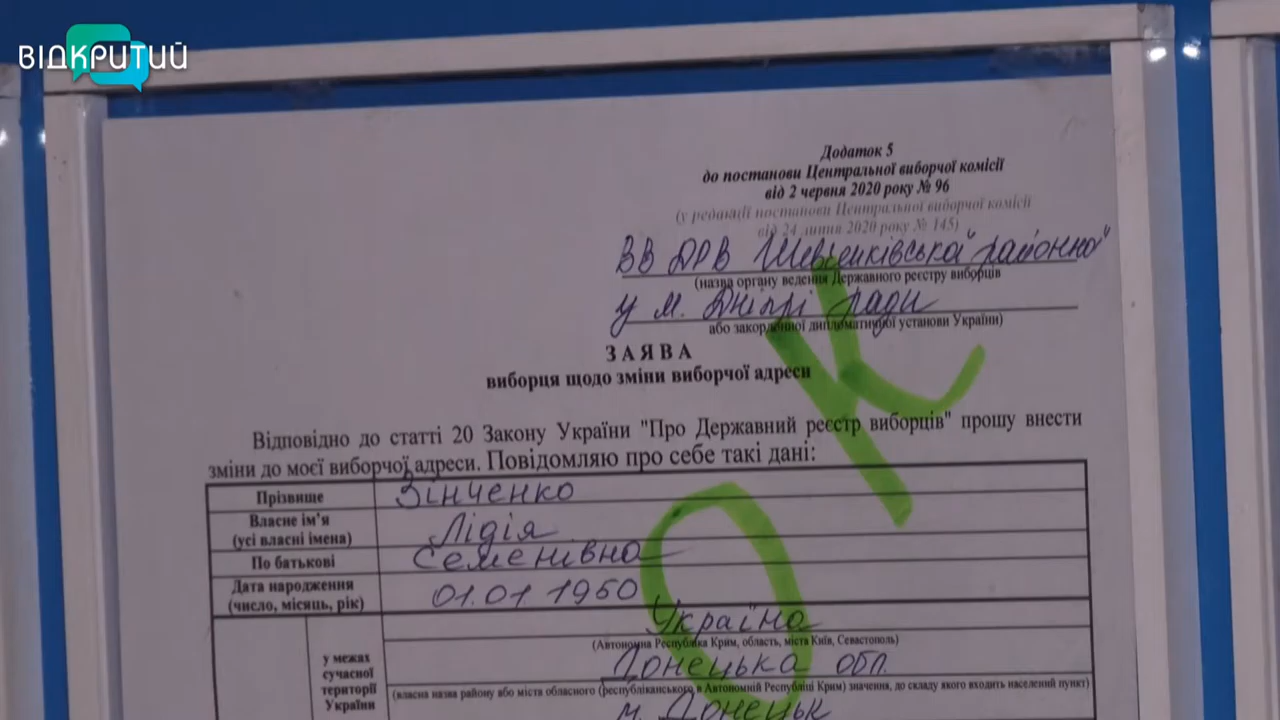 ВІДКРИТИЙ
Додаток 5
до постанови Центральної виборчої комісії
від 2 червня 2020 року № 96
(у редакції постанови Центральної виборчої комісії
від 24 липня 2020 року № 145)
ВВ ДРВ Шевченківська "районна"
(назва органу ведення Державного реєстру виборців
у м. Дніпрі ради
або закордонної дипломатичної установи України)
ЗАЯВА
виборця щодо зміни виборчої адреси
Відповідно до статті 20 Закону України "Про Державний реєстр виборців" прошу внести
зміни до моєї виборчої адреси. Повідомляю про себе такі дані:
Прізвище Зінченко
Власне ім'я
(усі власні імена) Лідія
По батькові Семенівна
Дата народження
(число, місяць, рік) 01.01.1950
Україна
(Автономна Республіка Крим, область, міста Київ, Севастополь)
у межах
сучасної
території
України
Донецька обл.
(власна назва району або міста обласного (республіканського в Автономній Республіці Крим) значення, до складу якого входить населений пункт)
м. Донецьк
ОК